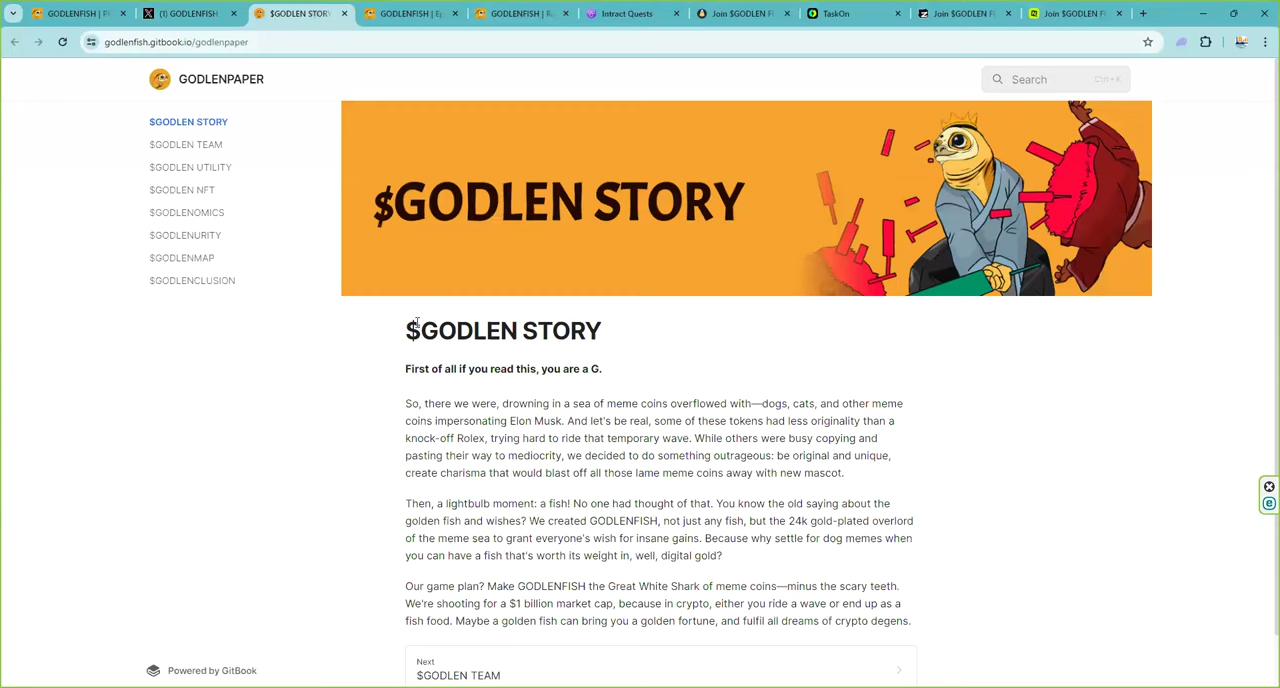 GODLENFISH | P
(1) GODLENFISH
$GODLEN STORY
GODLENFISH | E
GODLENFISH | R
Intract Quests
Join $GODLEN F
TaskOn
Join $GODLEN F
Join $GODLEN F
godlenfish.gitbook.io/godlenpaper
GODLENPAPER
Search
Ctrl+K
$GODLEN STORY
$GODLEN TEAM
$GODLEN UTILITY
$GODLEN NFT
$GODLENOMICS
$GODLENURITY
$GODLENMAP
$GODLENCLUSION
$GODLEN STORY
$GODLEN STORY
First of all if you read this, you are a G.
So, there we were, drowning in a sea of meme coins overflowed with—dogs, cats, and other meme
coins impersonating Elon Musk. And let's be real, some of these tokens had less originality than a
knock-off Rolex, trying hard to ride that temporary wave. While others were busy copying and
pasting their way to mediocrity, we decided to do something outrageous: be original and unique,
create charisma that would blast off all those lame meme coins away with new mascot.
Then, a lightbulb moment: a fish! No one had thought of that. You know the old saying about the
golden fish and wishes? We created GODLENFISH, not just any fish, but the 24k gold-plated overlord
of the meme sea to grant everyone's wish for insane gains. Because why settle for dog memes when
you can have a fish that's worth its weight in, well, digital gold?
Our game plan? Make GODLENFISH the Great White Shark of meme coins—minus the scary teeth.
We're shooting for a $1 billion market cap, because in crypto, either you ride a wave or end up as a
fish food. Maybe a golden fish can bring you a golden fortune, and fulfil all dreams of crypto degens.
Next
$GODLEN TEAM
Powered by GitBook